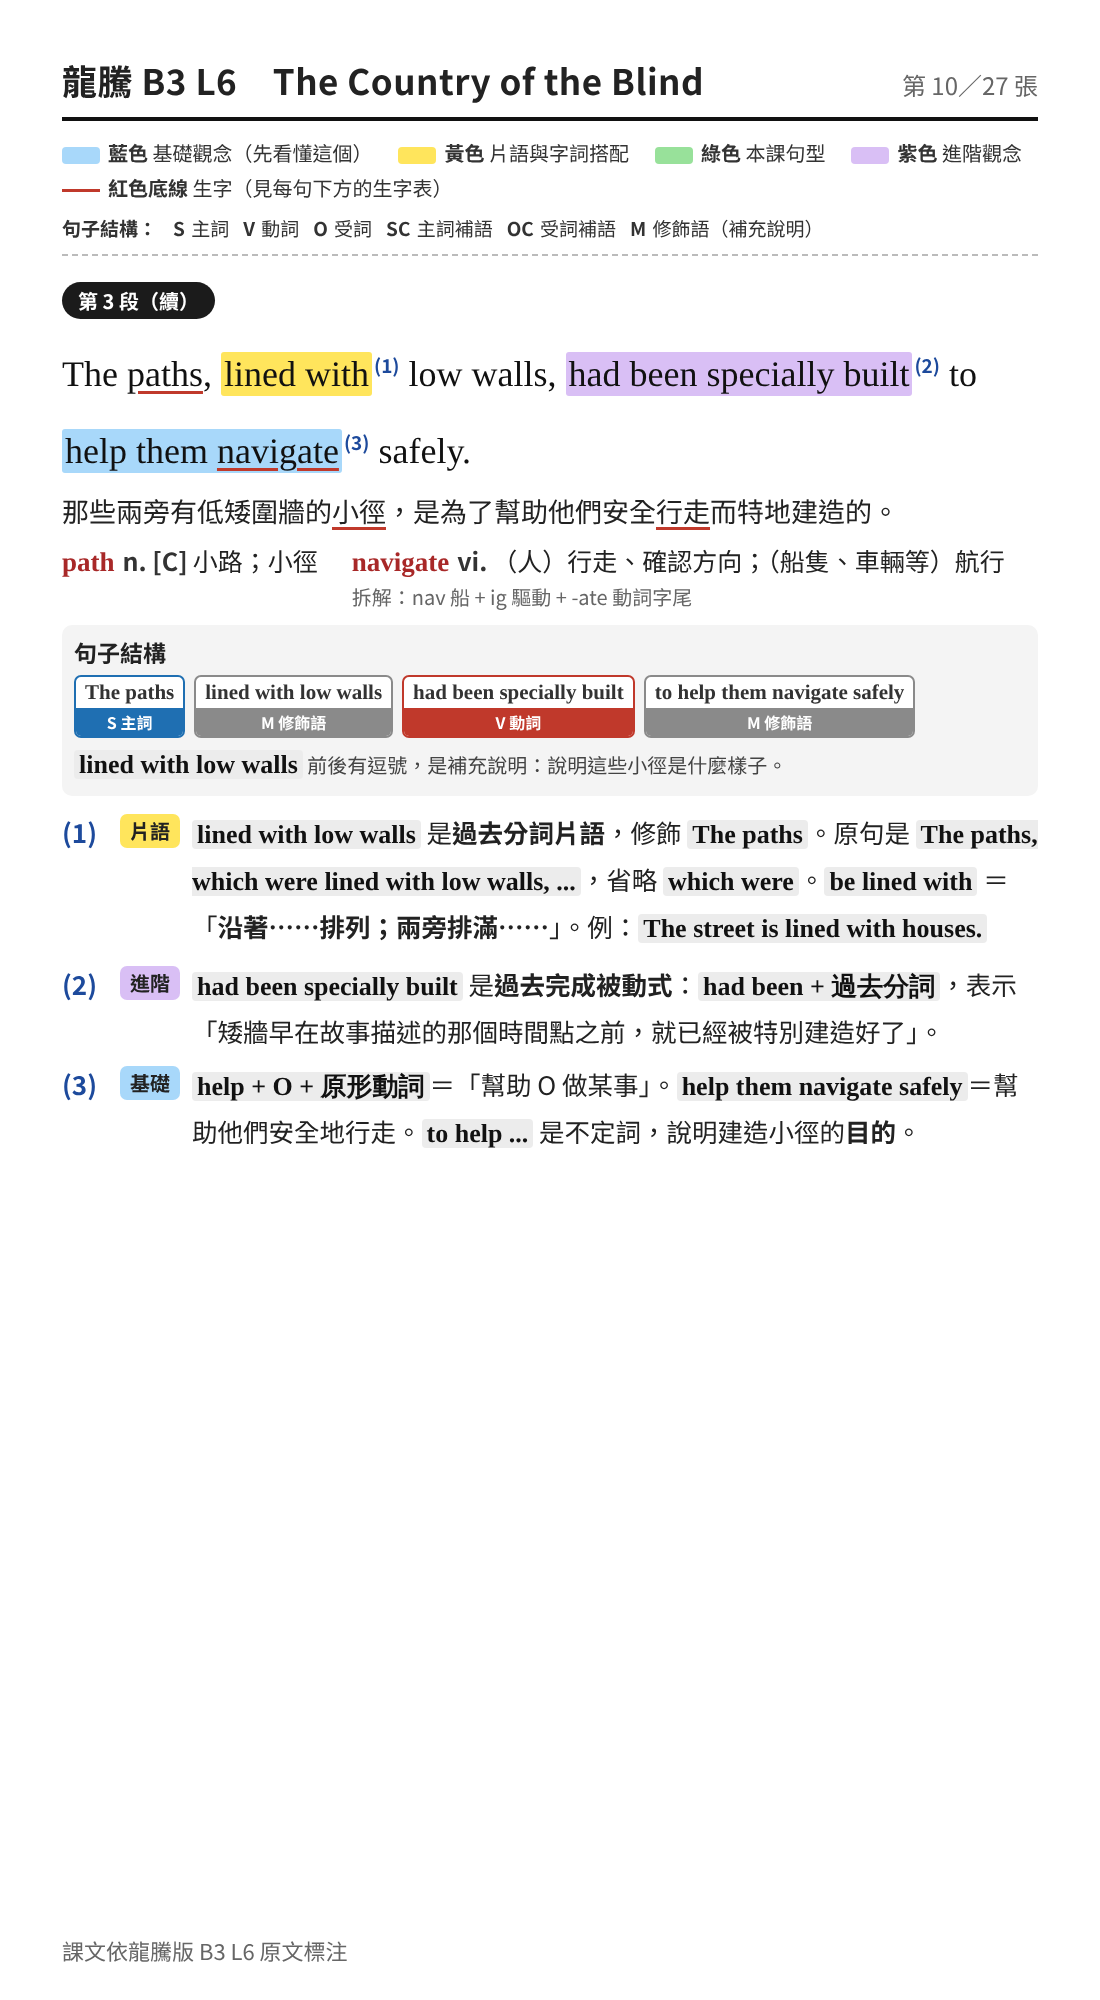 龍騰 B3 L6　The Country of the Blind　第 10／27 張
藍色 基礎觀念（先看懂這個）　黃色 片語與字詞搭配　綠色 本課句型　紫色 進階觀念
紅色底線 生字（見每句下方的生字表）
句子結構：　S 主詞　V 動詞　O 受詞　SC 主詞補語　OC 受詞補語　M 修飾語（補充說明）
第 3 段（續）
The paths, lined with (1) low walls, had been specially built (2) to
help them navigate (3) safely.
那些兩旁有低矮圍牆的小徑，是為了幫助他們安全行走而特地建造的。
path n. [C] 小路；小徑　navigate vi. （人）行走、確認方向；（船隻、車輛等）航行
拆解：nav 船 + ig 驅動 + -ate 動詞字尾
句子結構
The paths　lined with low walls　had been specially built　to help them navigate safely
S 主詞　M 修飾語　V 動詞　M 修飾語
lined with low walls 前後有逗號，是補充說明：說明這些小徑是什麼樣子。
(1) 片語 lined with low walls 是過去分詞片語，修飾 The paths 。原句是 The paths,
which were lined with low walls, ... ，省略 which were 。be lined with ＝
「沿著……排列；兩旁排滿……」。例：The street is lined with houses.
(2) 進階 had been specially built 是過去完成被動式：had been + 過去分詞 ，表示
「矮牆早在故事描述的那個時間點之前，就已經被特別建造好了」。
(3) 基礎 help + O + 原形動詞＝「幫助 O 做某事」。help them navigate safely＝幫
助他們安全地行走。to help ... 是不定詞，說明建造小徑的目的。
課文依龍騰版 B3 L6 原文標注